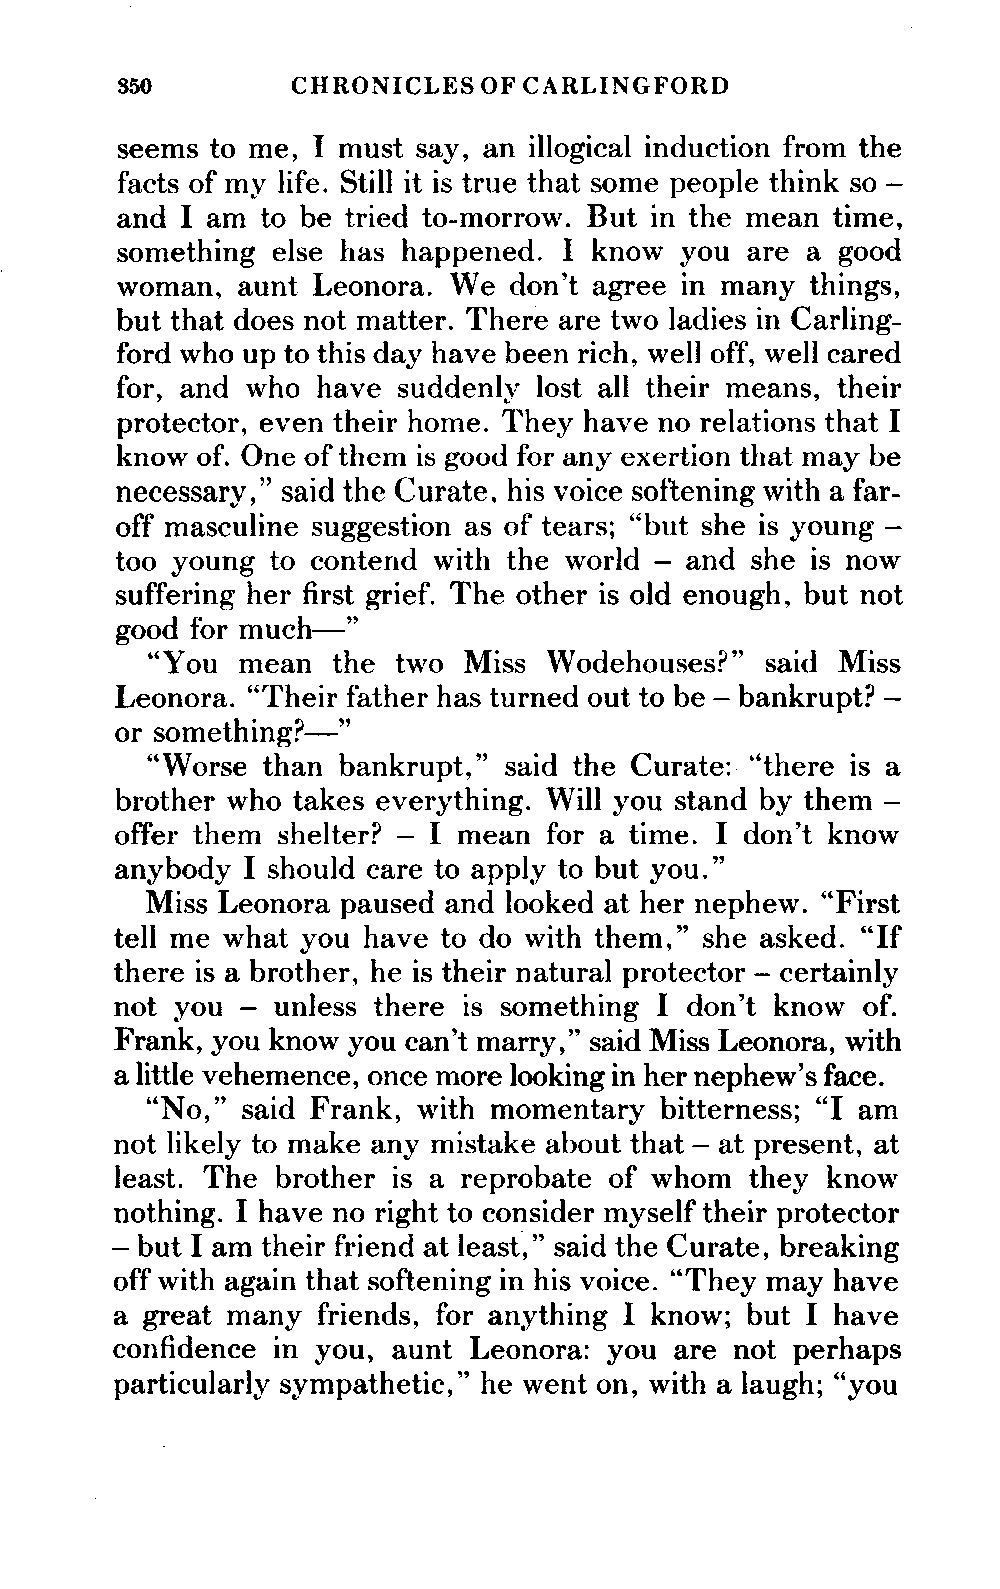 350 CHRONICLES OF CARLINGFORD
seems to me, I must say, an illogical induction from the
facts of my life. Still it is true that some people think so –
and I am to be tried to-morrow. But in the mean time,
something else has happened. I know you are a good
woman, aunt Leonora. We don't agree in many things,
but that does not matter. There are two ladies in Carling-
ford who up to this day have been rich, well off, well cared
for, and who have suddenly lost all their means, their
protector, even their home. They have no relations that I
know of. One of them is good for any exertion that may be
necessary,” said the Curate, his voice softening with a far-
off masculine suggestion as of tears; “but she is young –
too young to contend with the world – and she is now
suffering her first grief. The other is old enough, but not
good for much—”
“You mean the two Miss Wodehouses?” said Miss
Leonora. “Their father has turned out to be – bankrupt? –
or something?—”
“Worse than bankrupt,” said the Curate: “there is a
brother who takes everything. Will you stand by them –
offer them shelter? – I mean for a time. I don't know
anybody I should care to apply to but you.”
Miss Leonora paused and looked at her nephew. “First
tell me what you have to do with them,” she asked. “If
there is a brother, he is their natural protector – certainly
not you – unless there is something I don't know of.
Frank, you know you can't marry,” said Miss Leonora, with
a little vehemence, once more looking in her nephew's face.
“No,” said Frank, with momentary bitterness; “I am
not likely to make any mistake about that – at present, at
least. The brother is a reprobate of whom they know
nothing. I have no right to consider myself their protector
– but I am their friend at least,” said the Curate, breaking
off with again that softening in his voice. “They may have
a great many friends, for anything I know; but I have
confidence in you, aunt Leonora: you are not perhaps
particularly sympathetic,” he went on, with a laugh; “you